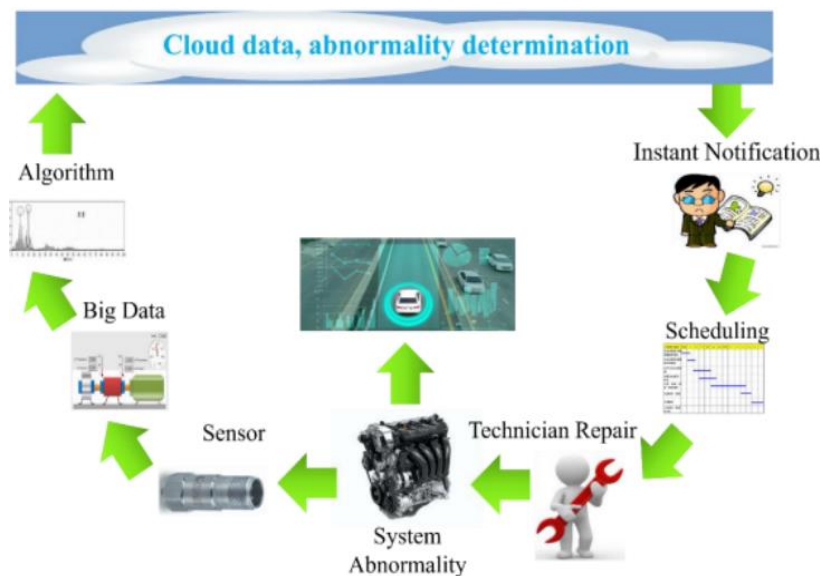 Cloud data, abnormality determination
Instant Notification
Algorithm
Big Data
Scheduling
Sensor
Technician Repair
System
Abnormality